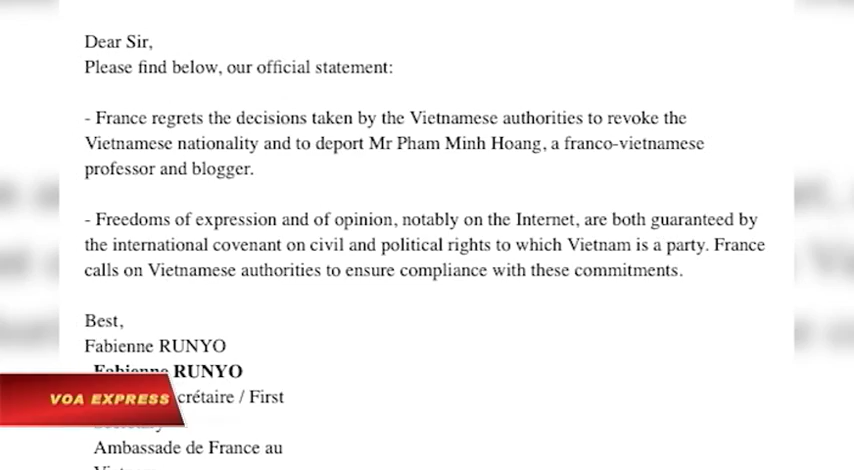 Dear Sir,
Please find below, our official statement:
- France regrets the decisions taken by the Vietnamese authorities to revoke the
Vietnamese nationality and to deport Mr Pham Minh Hoang, a franco-vietnamese
professor and blogger.
- Freedoms of expression and of opinion, notably on the Internet, are both guaranteed by
the international covenant on civil and political rights to which Vietnam is a party. France
calls on Vietnamese authorities to ensure compliance with these commitments.
Best,
Fabienne RUNYO
Fabienne RUNYO
VOA EXPRESS
crétaire / First
Ambassade de France au